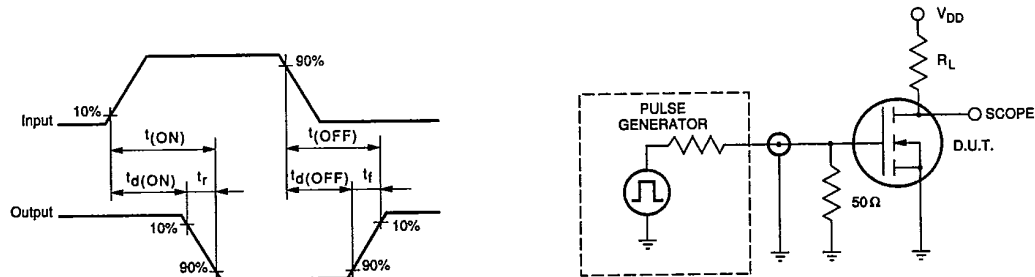 90%
10%
Input
t(ON)
t(OFF)
td(ON)
tr
td(OFF)
tf
Output
10%
10%
90%
90%
VDD
RL
SCOPE
PULSE
GENERATOR
D.U.T.
50Ω